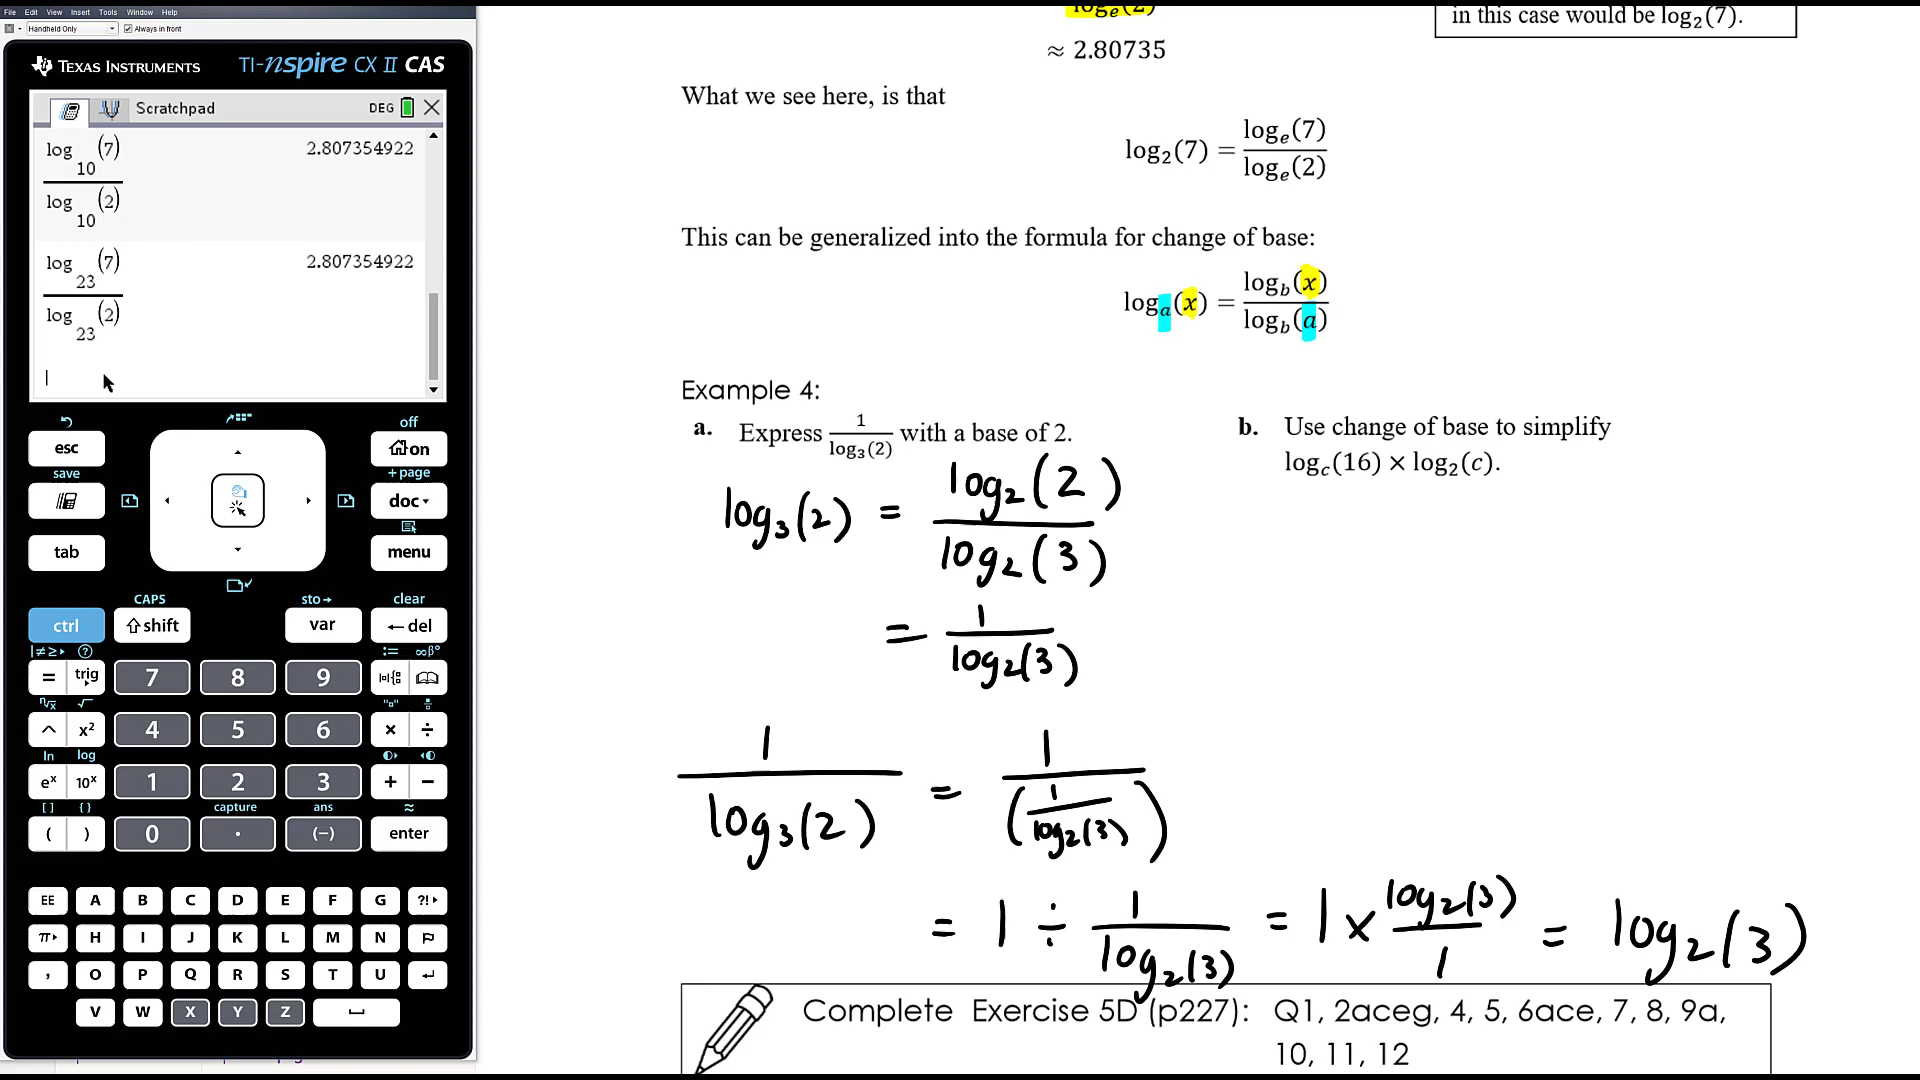 File Edit View Insert Tools Window Help
Handheld Only Always in front
TEXAS INSTRUMENTS TI-nspire CX II CAS
Scratchpad DEG
log₁₀(7) / log₁₀(2) 2.807354922
log₂₃(7) / log₂₃(2) 2.807354922
off
esc on
save + page
doc
tab menu
CAPS sto→ clear
ctrl ⇧shift var ←del
|≠≥▸ ? := ∞β°
= trig 7 8 9
ⁿ√x √
^ x² 4 5 6 × ÷
ln log
eˣ 10ˣ 1 2 3 + −
[ ] { } capture ans ≈
( ) 0 . (−) enter
EE A B C D E F G ?!▸
π▸ H I J K L M N
, O P Q R S T U ↵
V W X Y Z
logₑ(2)
≈ 2.80735
in this case would be log₂(7).
What we see here, is that
log₂(7) = logₑ(7) / logₑ(2)
This can be generalized into the formula for change of base:
logₐ(x) = log_b(x) / log_b(a)
Example 4:
a. Express 1 / log₃(2) with a base of 2.
log₃(2) = log₂(2) / log₂(3)
= 1 / log₂(3)
1 / log₃(2) = 1 / (1 / log₂(3))
= 1 ÷ 1 / log₂(3) = 1 × log₂(3) / 1 = log₂(3)
b. Use change of base to simplify
log_c(16) × log₂(c).
Complete Exercise 5D (p227): Q1, 2aceg, 4, 5, 6ace, 7, 8, 9a,
10, 11, 12